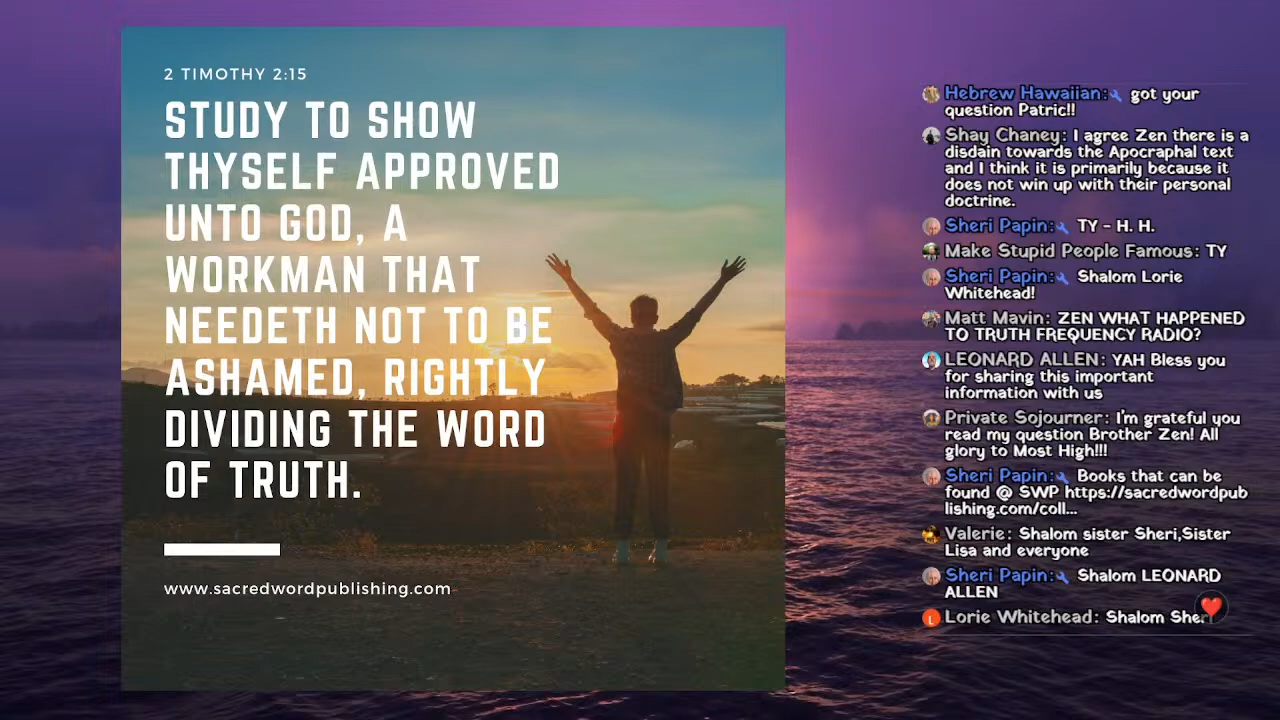 2 TIMOTHY 2:15
STUDY TO SHOW
THYSELF APPROVED
UNTO GOD, A
WORKMAN THAT
NEEDETH NOT TO BE
ASHAMED, RIGHTLY
DIVIDING THE WORD
OF TRUTH.
www.sacredwordpublishing.com
Hebrew Hawaiian: got your
question Patric!!
Shay Chaney: I agree Zen there is a
disdain towards the Apocraphal text
and I think it is primarily because it
does not win up with their personal
doctrine.
Sheri Papin: TY - H. H.
Make Stupid People Famous: TY
Sheri Papin: Shalom Lorie
Whitehead!
Matt Mavin: ZEN WHAT HAPPENED
TO TRUTH FREQUENCY RADIO?
LEONARD ALLEN: YAH Bless you
for sharing this important
information with us
Private Sojourner: I'm grateful you
read my question Brother Zen! All
glory to Most High!!!
Sheri Papin: Books that can be
found @ SWP https://sacredwordpub
lishing.com/coll...
Valerie: Shalom sister Sheri,Sister
Lisa and everyone
Sheri Papin: Shalom LEONARD
ALLEN
L Lorie Whitehead: Shalom Sheri